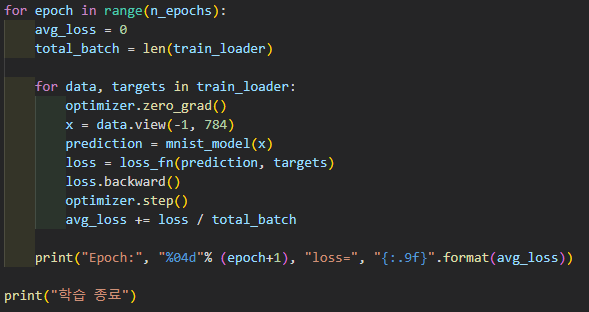 for epoch in range(n_epochs):
    avg_loss = 0
    total_batch = len(train_loader)

    for data, targets in train_loader:
        optimizer.zero_grad()
        x = data.view(-1, 784)
        prediction = mnist_model(x)
        loss = loss_fn(prediction, targets)
        loss.backward()
        optimizer.step()
        avg_loss += loss / total_batch

    print("Epoch:", "%04d"% (epoch+1), "loss=", "{:.9f}".format(avg_loss))

print("학습 종료")